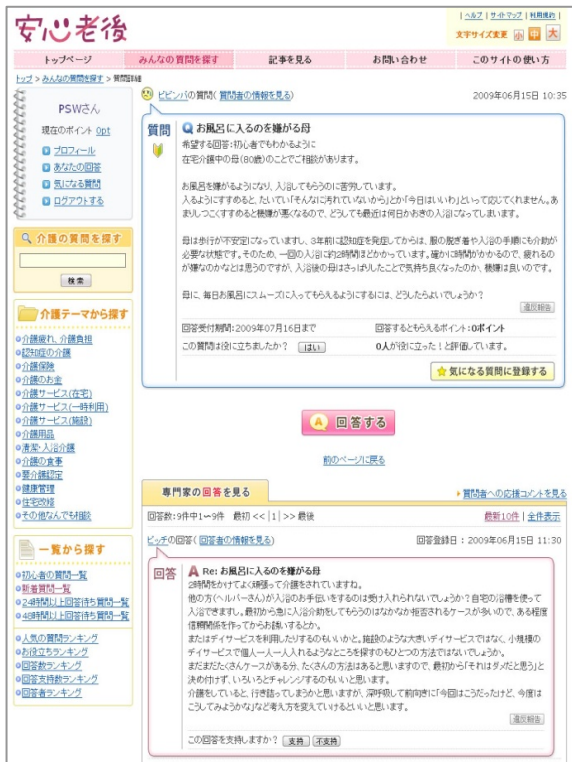 安心老後
| ヘルプ | サイトマップ | 利用規約 |
文字サイズ変更 小 中 大
トップページ みんなの質問を探す 記事を見る お問い合わせ このサイトの使い方
トップ > みんなの質問を探す > 質問詳細
PSWさん
現在のポイント 0pt
プロフィール
あなたの回答
気になる質問
ログアウトする
介護の質問を探す
検索
介護テーマから探す
介護疲れ、介護負担
認知症の介護
介護保険
介護のお金
介護サービス(在宅)
介護サービス(一時利用)
介護サービス(施設)
介護用品
清潔・入浴介護
介護の食事
要介護認定
健康管理
住宅改修
その他なんでも相談
一覧から探す
初心者の質問一覧
新着質問一覧
24時間以上回答待ち質問一覧
48時間以上回答待ち質問一覧
人気の質問ランキング
お役立ちランキング
回答数ランキング
回答支持数ランキング
回答者ランキング
ビビンバの質問( 質問者の情報を見る) 2009年06月15日 10:35
質問
Q お風呂に入るのを嫌がる母
希望する回答:初心者でもわかるように
在宅介護中の母(80歳)のことでご相談があります。
お風呂を嫌がるようになり、入浴してもらうのに苦労しています。
入るようにすすめると、たいてい「そんなに汚れていないから」とか「今日はいいわ」といって応じてくれません。あ
まりしつこくすすめると機嫌が悪くなるので、どうしても最近は何日かおきの入浴になってしまいます。
母は歩行が不安定になっていますし、3年前に認知症を発症してからは、服の脱ぎ着や入浴の手順にも介助が
必要な状態です。そのため、一回の入浴に約2時間ほどかかっています。確かに時間がかかるので、疲れるの
が嫌なのかなとは思うのですが、入浴後の母はさっぱりしたことで気持ち良くなったのか、機嫌は良いのです。
母に、毎日お風呂にスムーズに入ってもらえるようにするには、どうしたらよいでしょうか?
違反報告
回答受付期間:2009年07月16日まで 回答するともらえるポイント:0ポイント
この質問は役に立ちましたか? はい 0人が役に立った!と評価しています。
気になる質問に登録する
A 回答する
前のページに戻る
専門家の回答を見る
質問者への応援コメントを見る
回答数:9件中1〜9件 最初 << |1| >> 最後 最新10件 | 全件表示
ピッチの回答( 回答者の情報を見る) 回答登録日：2009年06月15日 11:30
回答
A Re: お風呂に入るのを嫌がる母
2時間をかけてよく頑張って介護をされていますね。
他の方(ヘルパーさん)が入浴のお手伝いをするのは受け入れられないでしょうか?自宅の浴槽を使って
入浴できますし。最初から急に入浴介助をしてもらうのはなかなか拒否されるケースが多いので、ある程度
信頼関係を作ってからお誘いするとか。
またはデイサービスを利用したりするのもいいかと。施設のような大きいデイサービスではなく、小規模の
デイサービスで個人一人一人入れるようなところを探すのもひとつの方法ではないでしょうか。
まだまだたくさんケースがある分、たくさんの方法はあると思いますので、最初から「それはダメだと思う」と
決め付けず、いろいろとチャレンジするのもいいと思います。
介護をしていると、行き詰ってしまうかと思いますが、深呼吸して前向きに「今回はこうだったけど、今度は
こうしてみようかな」など考え方を変えていけるといいと思います。
違反報告
この回答を支持しますか? 支持 不支持